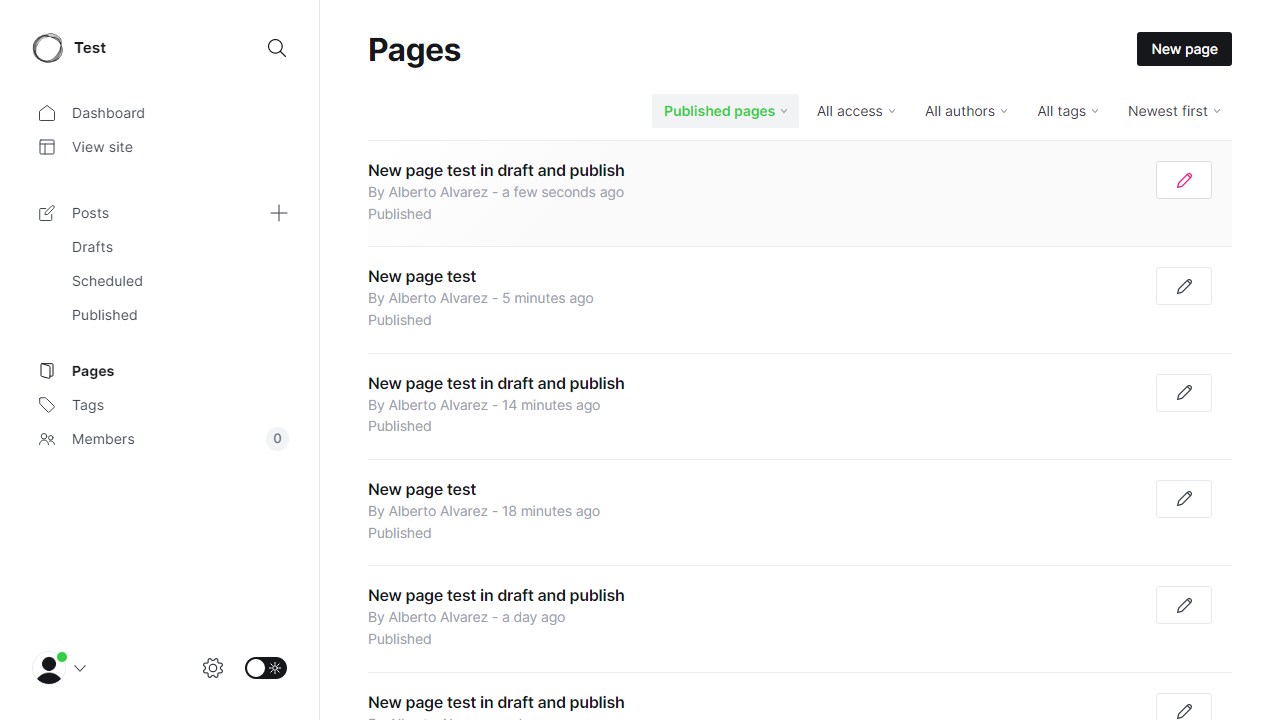 Test
Dashboard
View site
Posts
Drafts
Scheduled
Published
Pages
Tags
Members
0
Pages
New page
Published pages
All access
All authors
All tags
Newest first
New page test in draft and publish
By Alberto Alvarez - a few seconds ago
Published
New page test
By Alberto Alvarez - 5 minutes ago
Published
New page test in draft and publish
By Alberto Alvarez - 14 minutes ago
Published
New page test
By Alberto Alvarez - 18 minutes ago
Published
New page test in draft and publish
By Alberto Alvarez - a day ago
Published
New page test in draft and publish